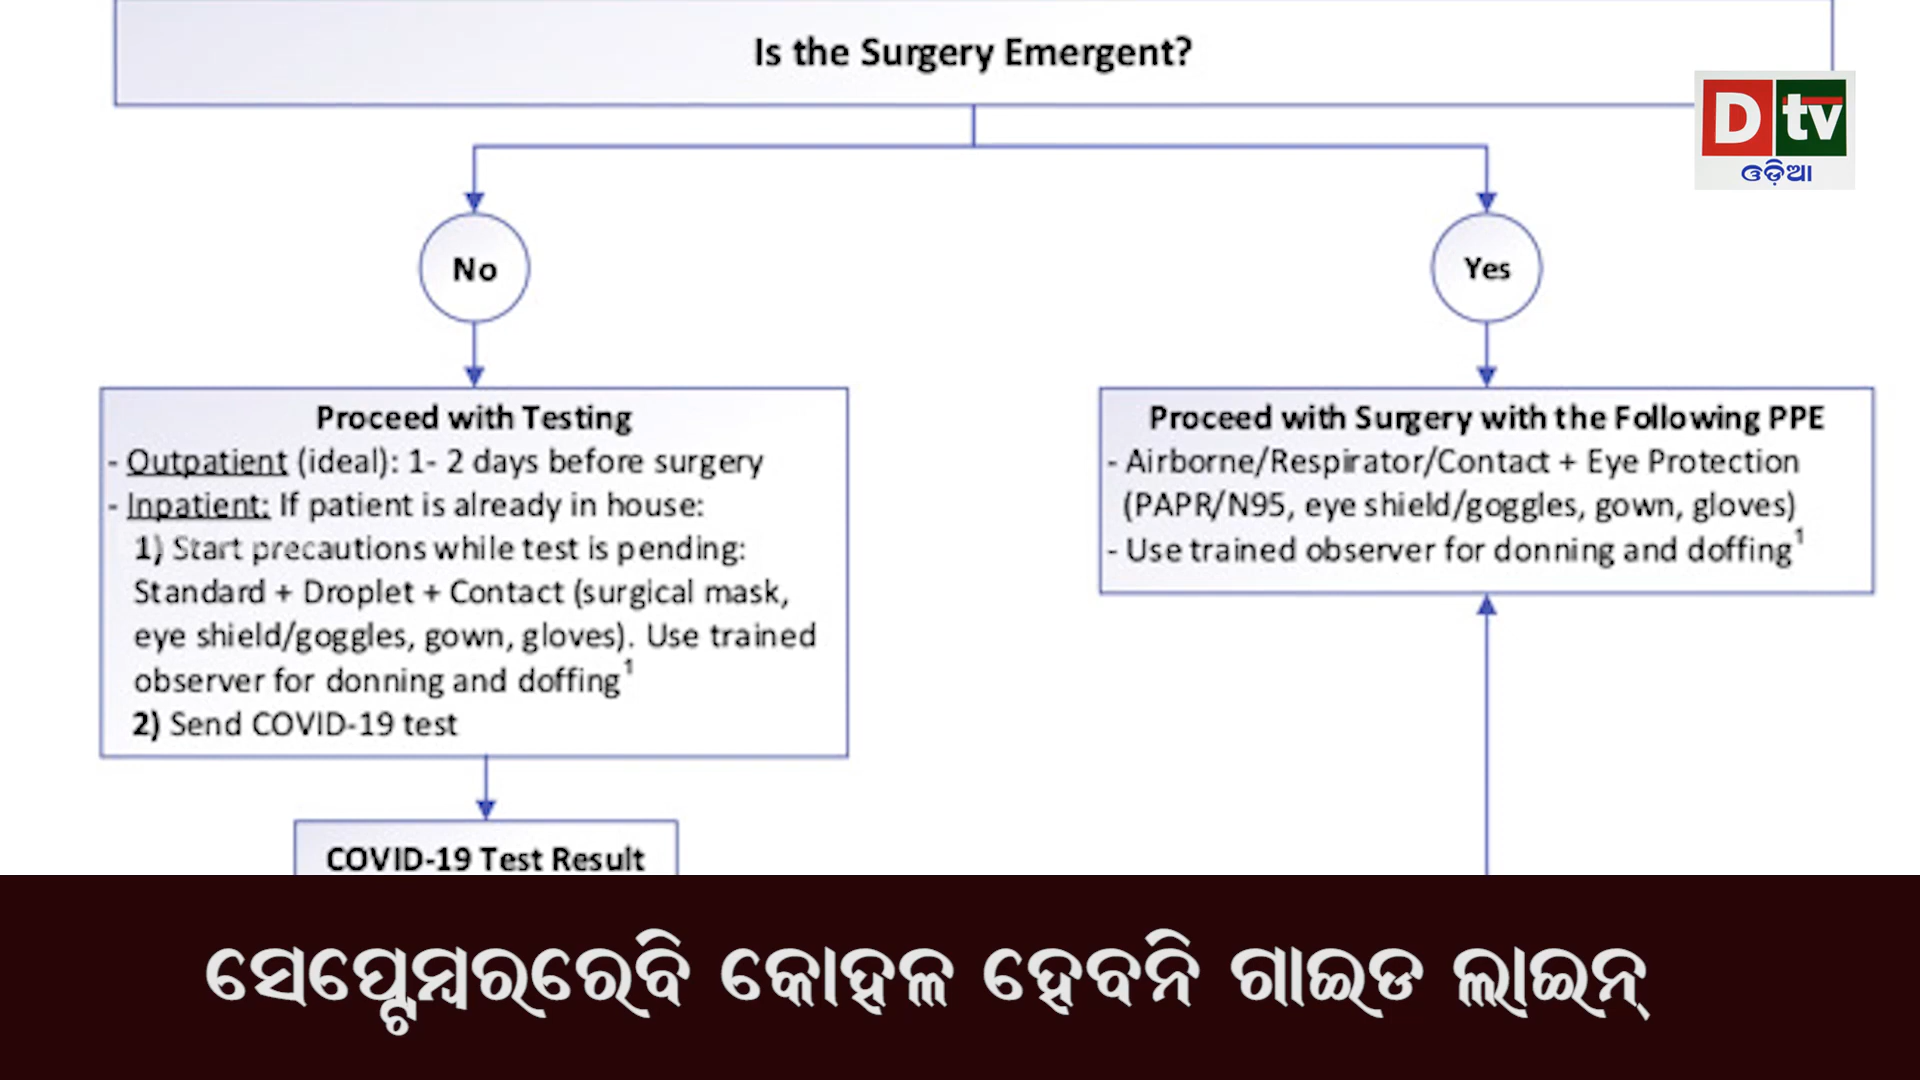 Is the Surgery Emergent?
D tv
ଓଡ଼ିଆ
No
Yes
Proceed with Testing
- Outpatient (ideal): 1- 2 days before surgery
- Inpatient: If patient is already in house:
1) Start precautions while test is pending:
Standard + Droplet + Contact (surgical mask,
eye shield/goggles, gown, gloves). Use trained
observer for donning and doffing¹
2) Send COVID-19 test
Proceed with Surgery with the Following PPE
- Airborne/Respirator/Contact + Eye Protection
(PAPR/N95, eye shield/goggles, gown, gloves)
- Use trained observer for donning and doffing¹
COVID-19 Test Result
ସେପ୍ଟେମ୍ବରରେବି କୋହଳ ହେବନି ଗାଇଡ ଲାଇନ୍